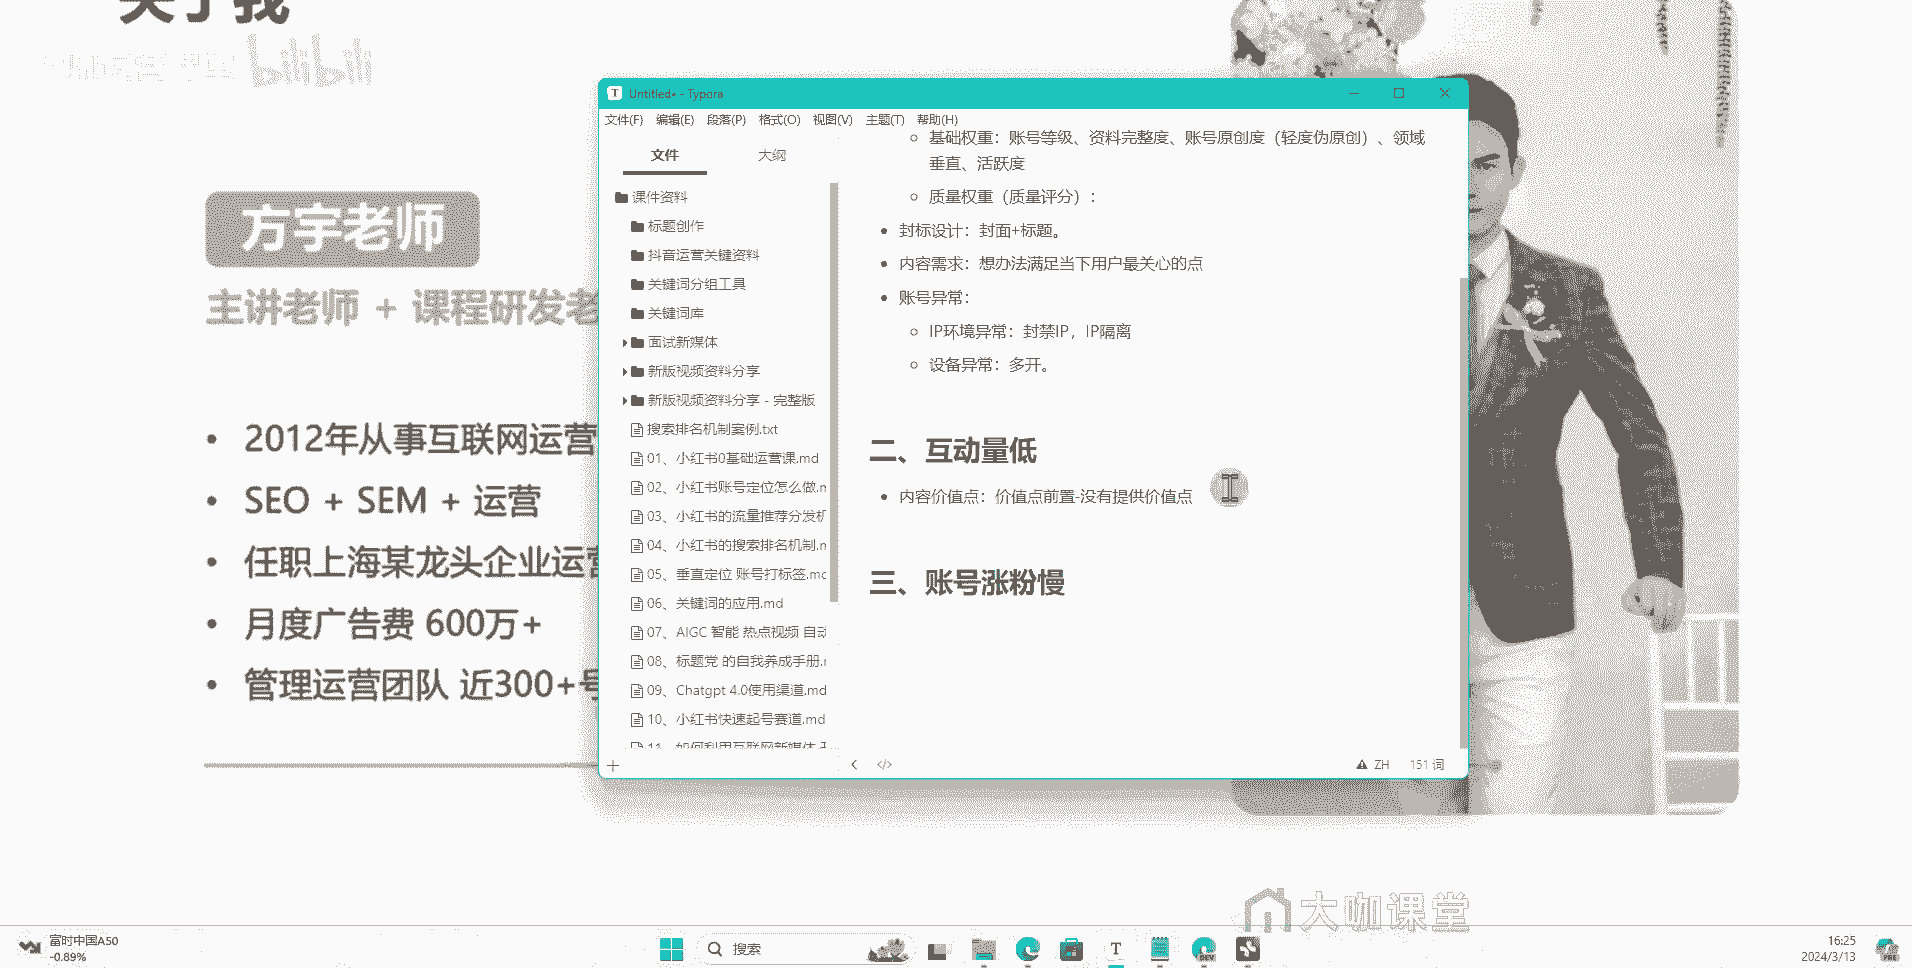 关于我
bilibili
方宇老师
主讲老师 + 课程研发老
2012年从事互联网运营
SEO + SEM + 运营
任职上海某龙头企业运营
月度广告费 600万+
管理运营团队 近300+号
Untitled• - Typora
文件(F) 编辑(E) 段落(P) 格式(O) 视图(V) 主题(T) 帮助(H)
文件 大纲
课件资料
标题创作
抖音运营关键资料
关键词分组工具
关键词库
面试新媒体
新版视频资料分享
新版视频资料分享 - 完整版
搜索排名机制案例.txt
01、小红书0基础运营课.md
02、小红书账号定位怎么做.m
03、小红书的流量推荐分发机
04、小红书的搜索排名机制.m
05、垂直定位 账号打标签.md
06、关键词的应用.md
07、AIGC 智能 热点视频 自动
08、标题党 的自我养成手册.m
09、Chatgpt 4.0使用渠道.md
10、小红书快速起号赛道.md
11、如何利用互联网新媒体
基础权重：账号等级、资料完整度、账号原创度（轻度伪原创）、领域
垂直、活跃度
质量权重（质量评分）：
封标设计：封面+标题。
内容需求：想办法满足当下用户最关心的点
账号异常：
IP环境异常：封禁IP，IP隔离
设备异常：多开。
二、互动量低
内容价值点：价值点前置-没有提供价值点
三、账号涨粉慢
ZH 151 词
大咖课堂
富时中国A50
-0.89%
搜索
T
DEV
16:25
2024/3/13
PRE